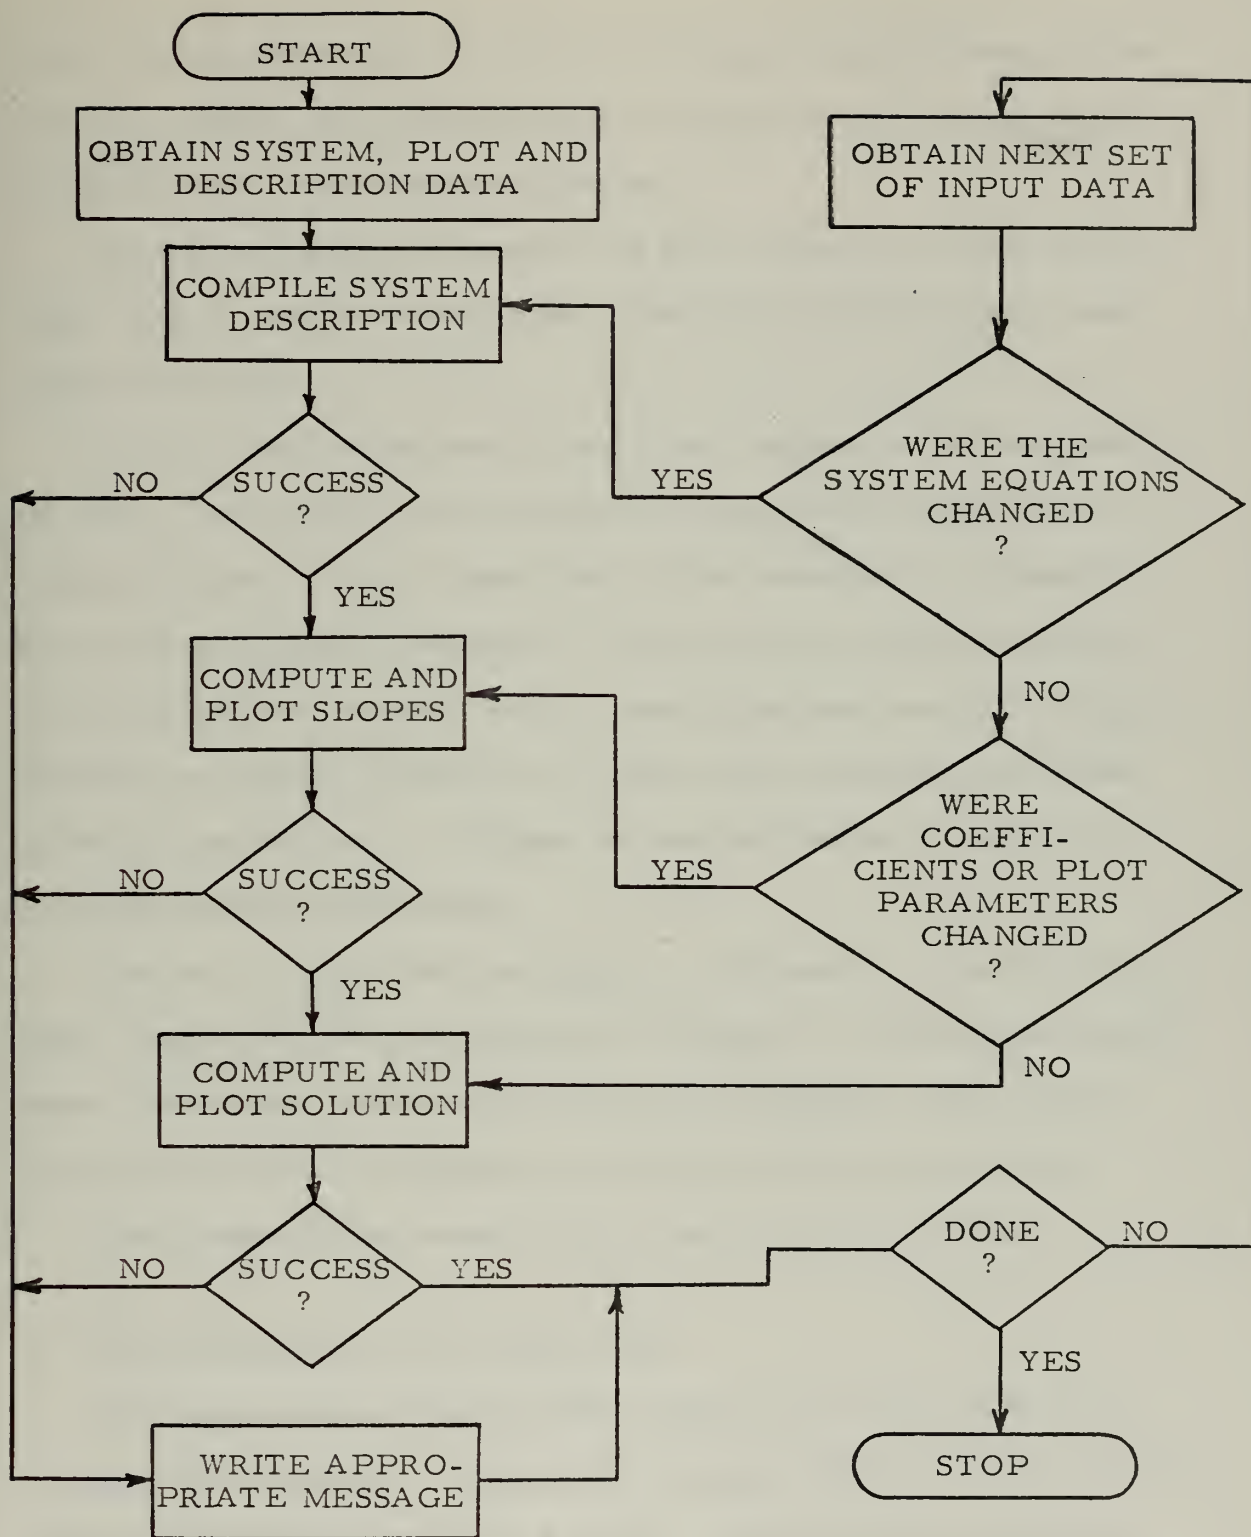 START
OBTAIN SYSTEM, PLOT AND
DESCRIPTION DATA
COMPILE SYSTEM
DESCRIPTION
NO
SUCCESS
?
YES
COMPUTE AND
PLOT SLOPES
NO
SUCCESS
?
YES
COMPUTE AND
PLOT SOLUTION
NO
SUCCESS
?
YES
WRITE APPRO-
PRIATE MESSAGE
OBTAIN NEXT SET
OF INPUT DATA
YES
WERE THE
SYSTEM EQUATIONS
CHANGED
?
NO
YES
WERE
COEFFI-
CIENTS OR PLOT
PARAMETERS
CHANGED
?
NO
DONE
?
NO
YES
STOP